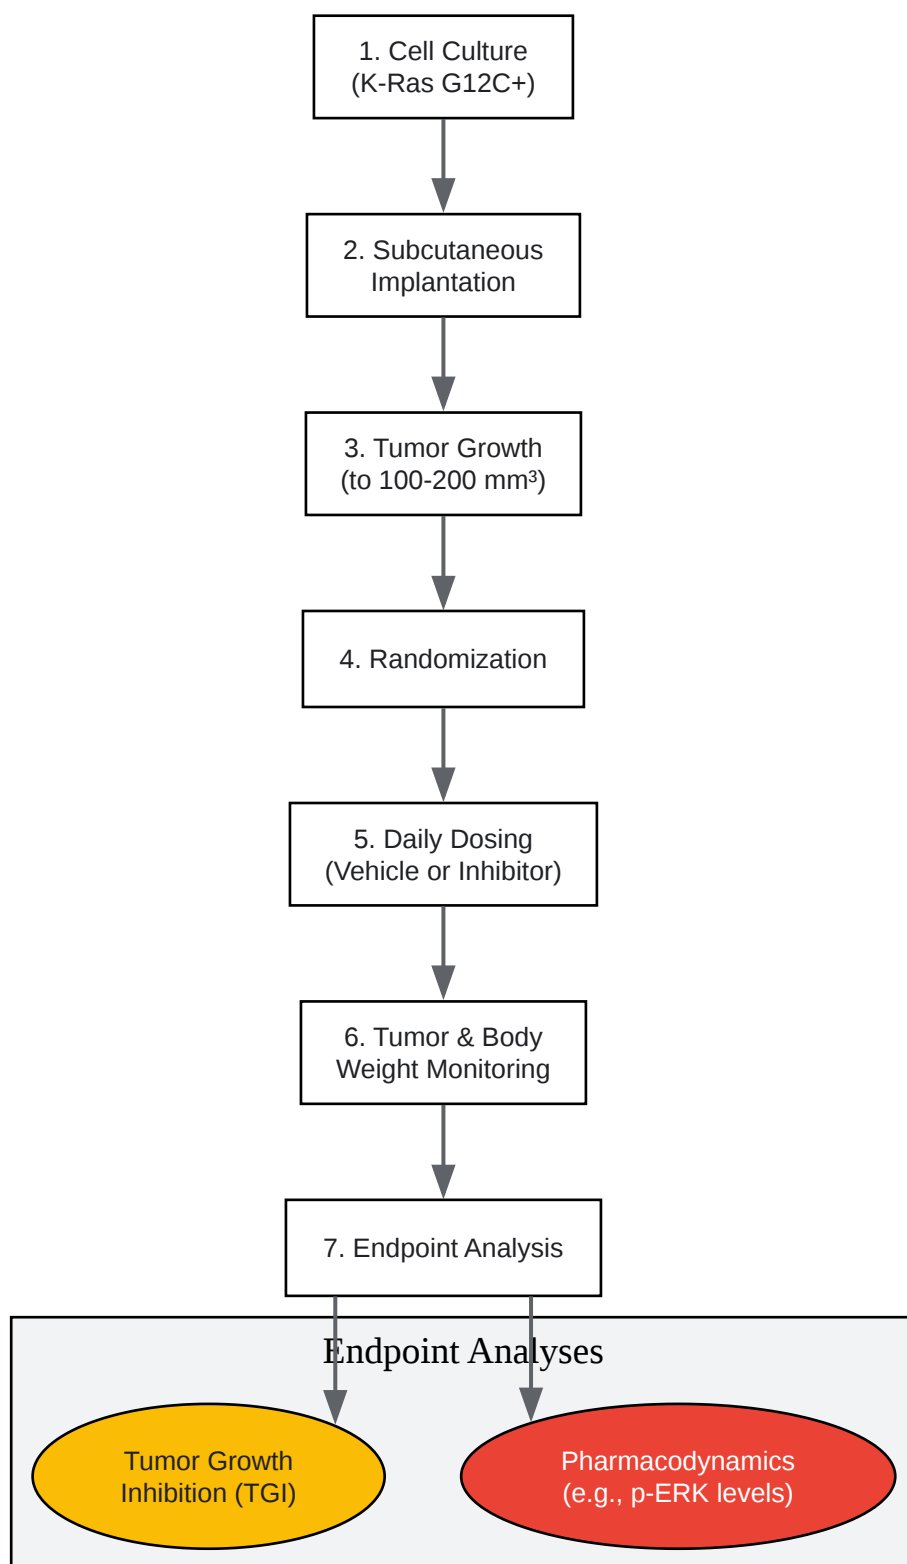 1. Cell Culture
(K-Ras G12C+)
2. Subcutaneous
Implantation
3. Tumor Growth
(to 100-200 mm³)
4. Randomization
5. Daily Dosing
(Vehicle or Inhibitor)
6. Tumor & Body
Weight Monitoring
7. Endpoint Analysis
Endpoint Analyses
Tumor Growth
Inhibition (TGI)
Pharmacodynamics
(e.g., p-ERK levels)